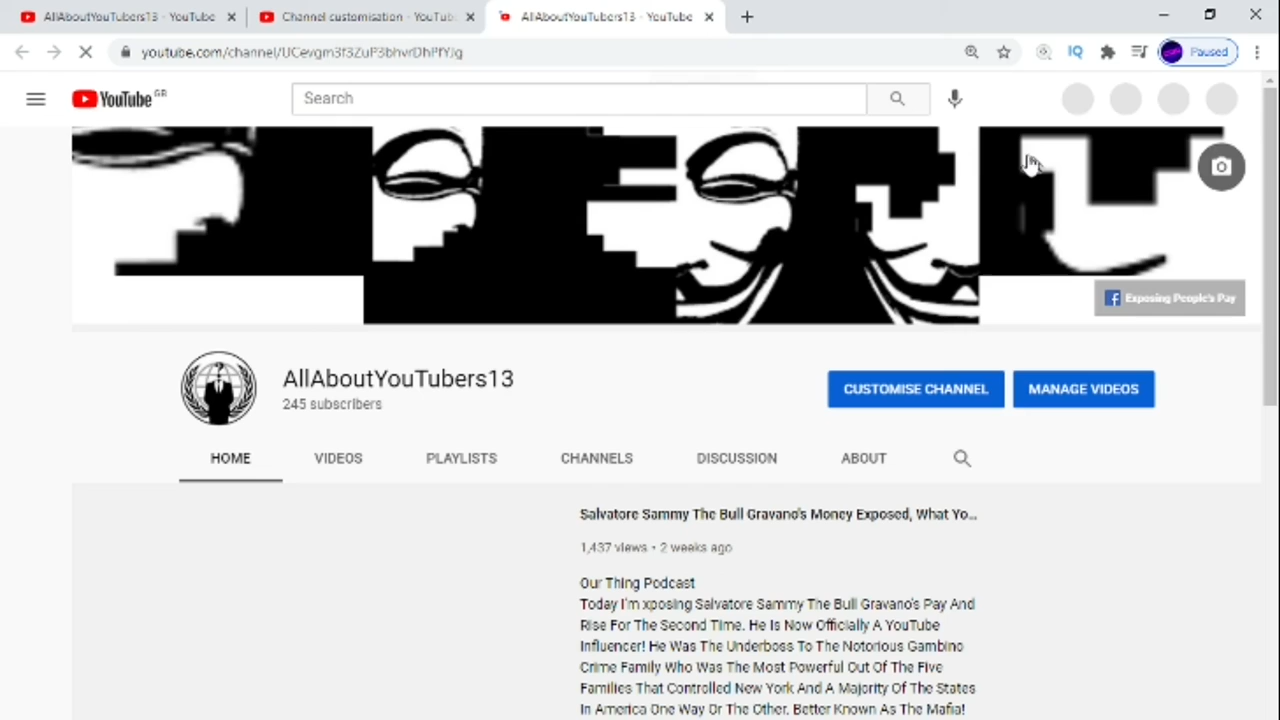 AllAboutYouTubers13 - YouTube
Channel customisation - YouTub
AllAboutYouTubers13 - YouTube
IQ
Paused
YouTube GB
Search
Exposing People's Pay
AllAboutYouTubers13
245 subscribers
CUSTOMISE CHANNEL
MANAGE VIDEOS
HOME
VIDEOS
PLAYLISTS
CHANNELS
DISCUSSION
ABOUT
Salvatore Sammy The Bull Gravano's Money Exposed, What Yo...
1,437 views • 2 weeks ago
Our Thing Podcast
Today I'm xposing Salvatore Sammy The Bull Gravano's Pay And
Rise For The Second Time. He Is Now Officially A YouTube
Influencer! He Was The Underboss To The Notorious Gambino
Crime Family Who Was The Most Powerful Out Of The Five
Families That Controlled New York And A Majority Of The States
In America One Way Or The Other. Better Known As The Mafia!